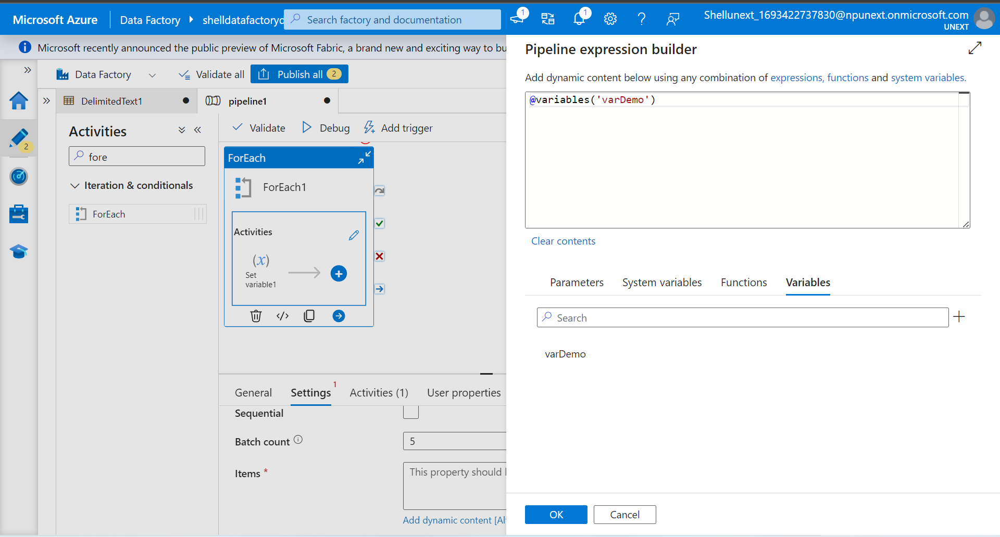 Microsoft Azure
Data Factory
shelldatafactoryd
Search factory and documentation
1
1
Shellunext_1693422737830@npunext.onmicrosoft.com
UNEXT
Microsoft recently announced the public preview of Microsoft Fabric, a brand new and exciting way to bu
Data Factory
Validate all
Publish all 2
DelimitedText1
pipeline1
2
Activities
fore
Iteration & conditionals
ForEach
Validate
Debug
Add trigger
ForEach
ForEach1
Activities
(x)
Set
variable1
General
Settings 1
Activities (1)
User properties
Sequential
Batch count
5
Items *
This property should
Add dynamic content [Al
Pipeline expression builder
Add dynamic content below using any combination of expressions, functions and system variables.
@variables('varDemo')
Clear contents
Parameters
System variables
Functions
Variables
Search
varDemo
OK
Cancel